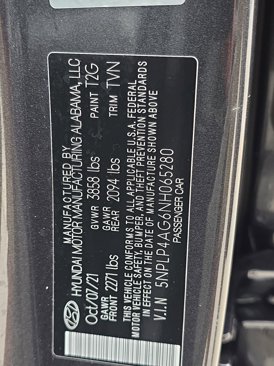 MANUFACTURED BY
HYUNDAI MOTOR MANUFACTURING ALABAMA, LLC
Oct/07/21 GVWR 3858 lbs PAINT T2G
GAWR FRONT 2271 lbs GAWR REAR 2094 lbs TRIM TVN
THIS VEHICLE CONFORMS TO ALL APPLICABLE U.S.A. FEDERAL
MOTOR VEHICLE SAFETY, BUMPER, AND THEFT PREVENTION STANDARDS
IN EFFECT ON THE DATE OF MANUFACTURE SHOWN ABOVE
V.I.N 5NPLP4AG6NH065280
PASSENGER CAR